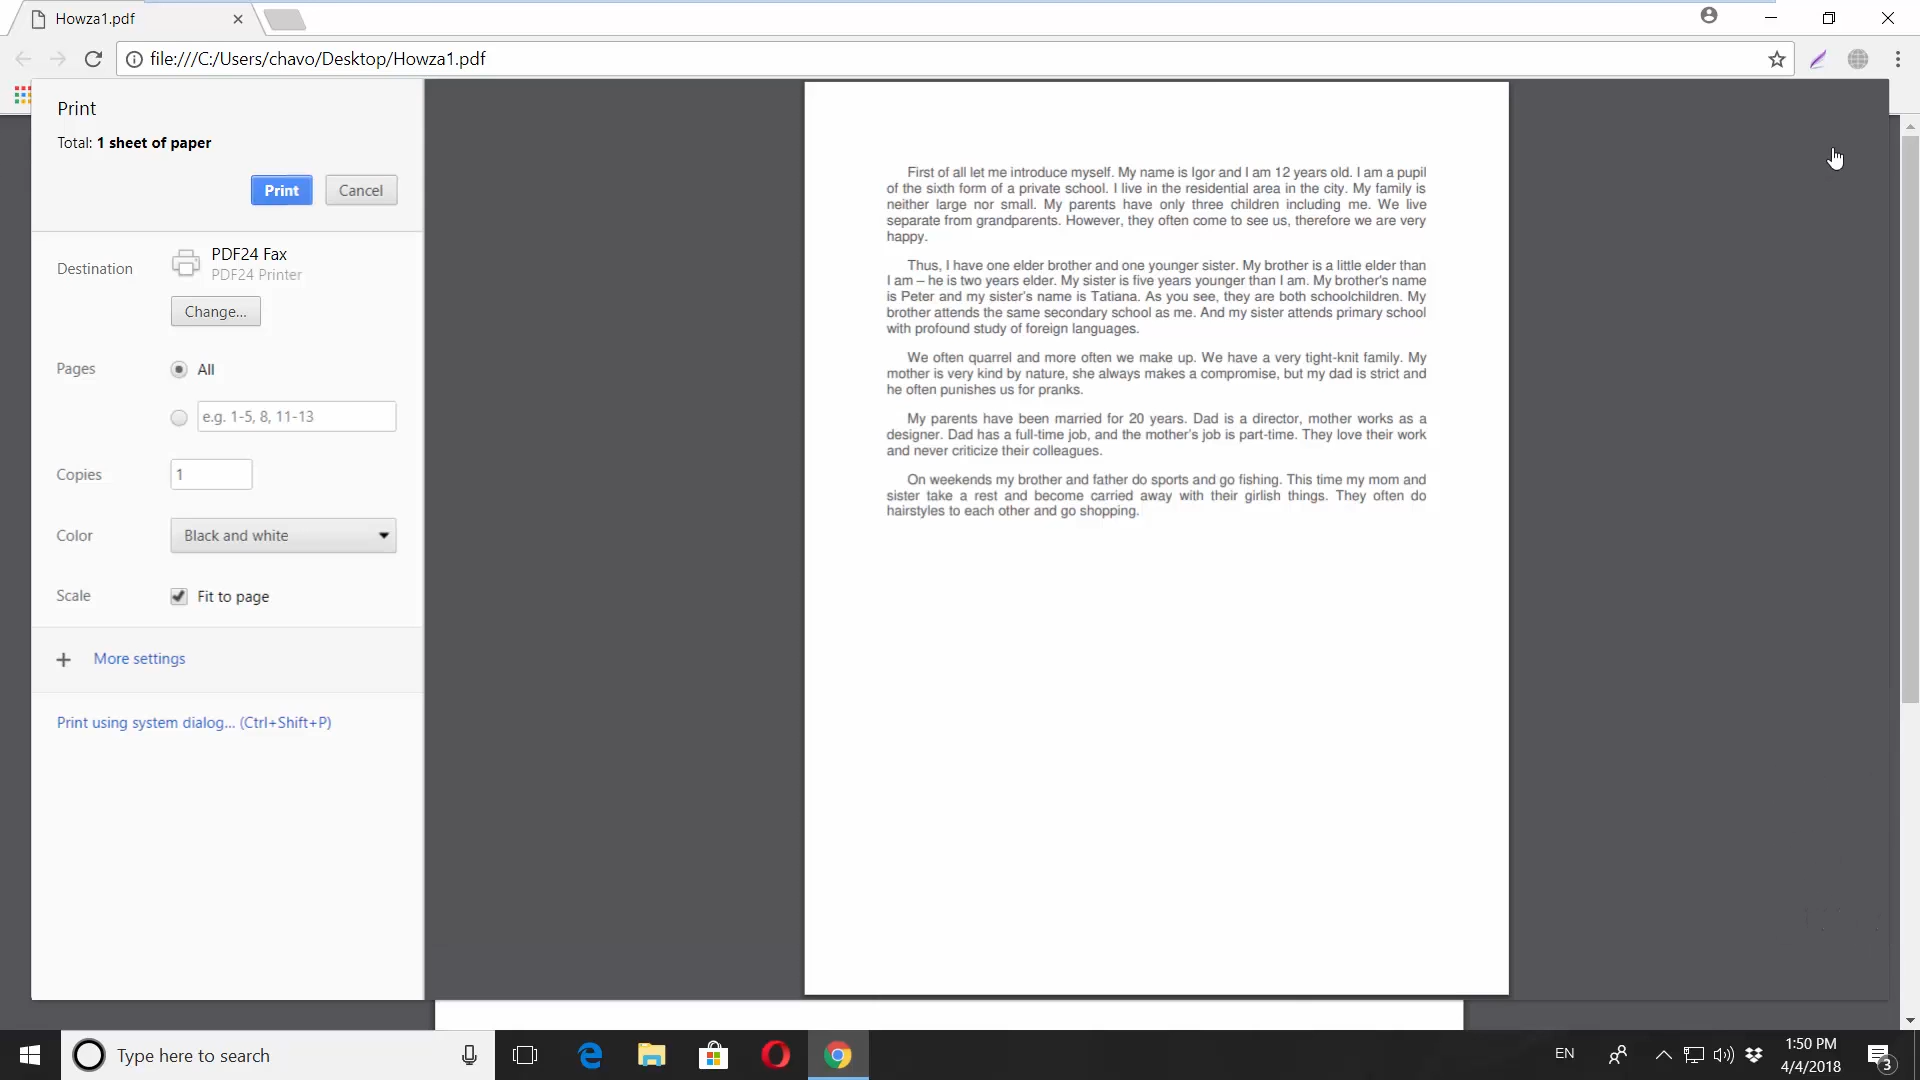 Howza1.pdf
file:///C:/Users/chavo/Desktop/Howza1.pdf
Print
Total: 1 sheet of paper
Print Cancel
Destination
PDF24 Fax
PDF24 Printer
Change...
Pages
All
e.g. 1-5, 8, 11-13
Copies
1
Color
Black and white
Scale
Fit to page
More settings
Print using system dialog... (Ctrl+Shift+P)
First of all let me introduce myself. My name is Igor and I am 12 years old. I am a pupil
of the sixth form of a private school. I live in the residential area in the city. My family is
neither large nor small. My parents have only three children including me. We live
separate from grandparents. However, they often come to see us, therefore we are very
happy.
Thus, I have one elder brother and one younger sister. My brother is a little elder than
I am – he is two years elder. My sister is five years younger than I am. My brother's name
is Peter and my sister's name is Tatiana. As you see, they are both schoolchildren. My
brother attends the same secondary school as me. And my sister attends primary school
with profound study of foreign languages.
We often quarrel and more often we make up. We have a very tight-knit family. My
mother is very kind by nature, she always makes a compromise, but my dad is strict and
he often punishes us for pranks.
My parents have been married for 20 years. Dad is a director, mother works as a
designer. Dad has a full-time job, and the mother's job is part-time. They love their work
and never criticize their colleagues.
On weekends my brother and father do sports and go fishing. This time my mom and
sister take a rest and become carried away with their girlish things. They often do
hairstyles to each other and go shopping.
Type here to search
EN
1:50 PM
4/4/2018
3